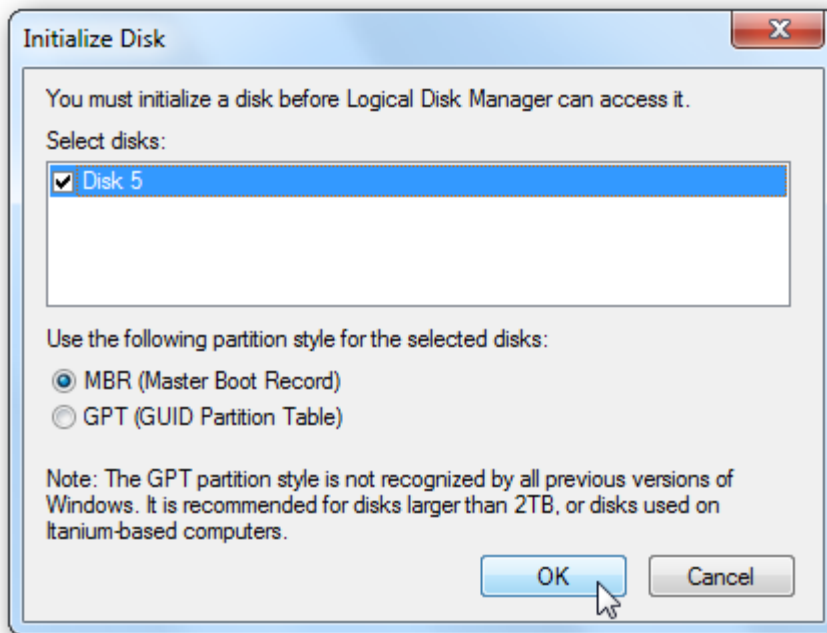 Initialize Disk
You must initialize a disk before Logical Disk Manager can access it.
Select disks:
Disk 5
Use the following partition style for the selected disks:
MBR (Master Boot Record)
GPT (GUID Partition Table)
Note: The GPT partition style is not recognized by all previous versions of
Windows. It is recommended for disks larger than 2TB, or disks used on
Itanium-based computers.
OK Cancel